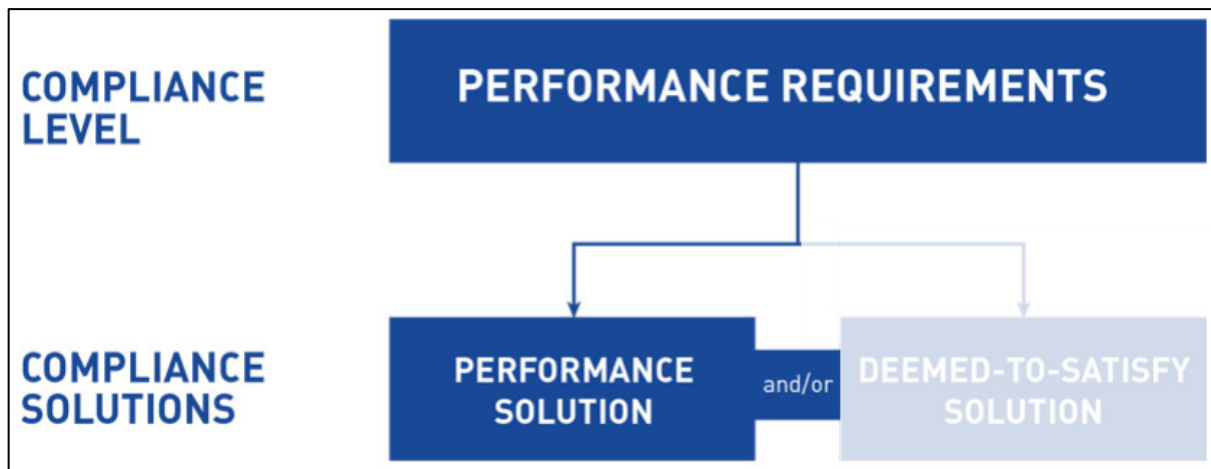 COMPLIANCE
LEVEL
PERFORMANCE REQUIREMENTS
COMPLIANCE
SOLUTIONS
PERFORMANCE
SOLUTION
and/or
DEEMED-TO-SATISFY
SOLUTION